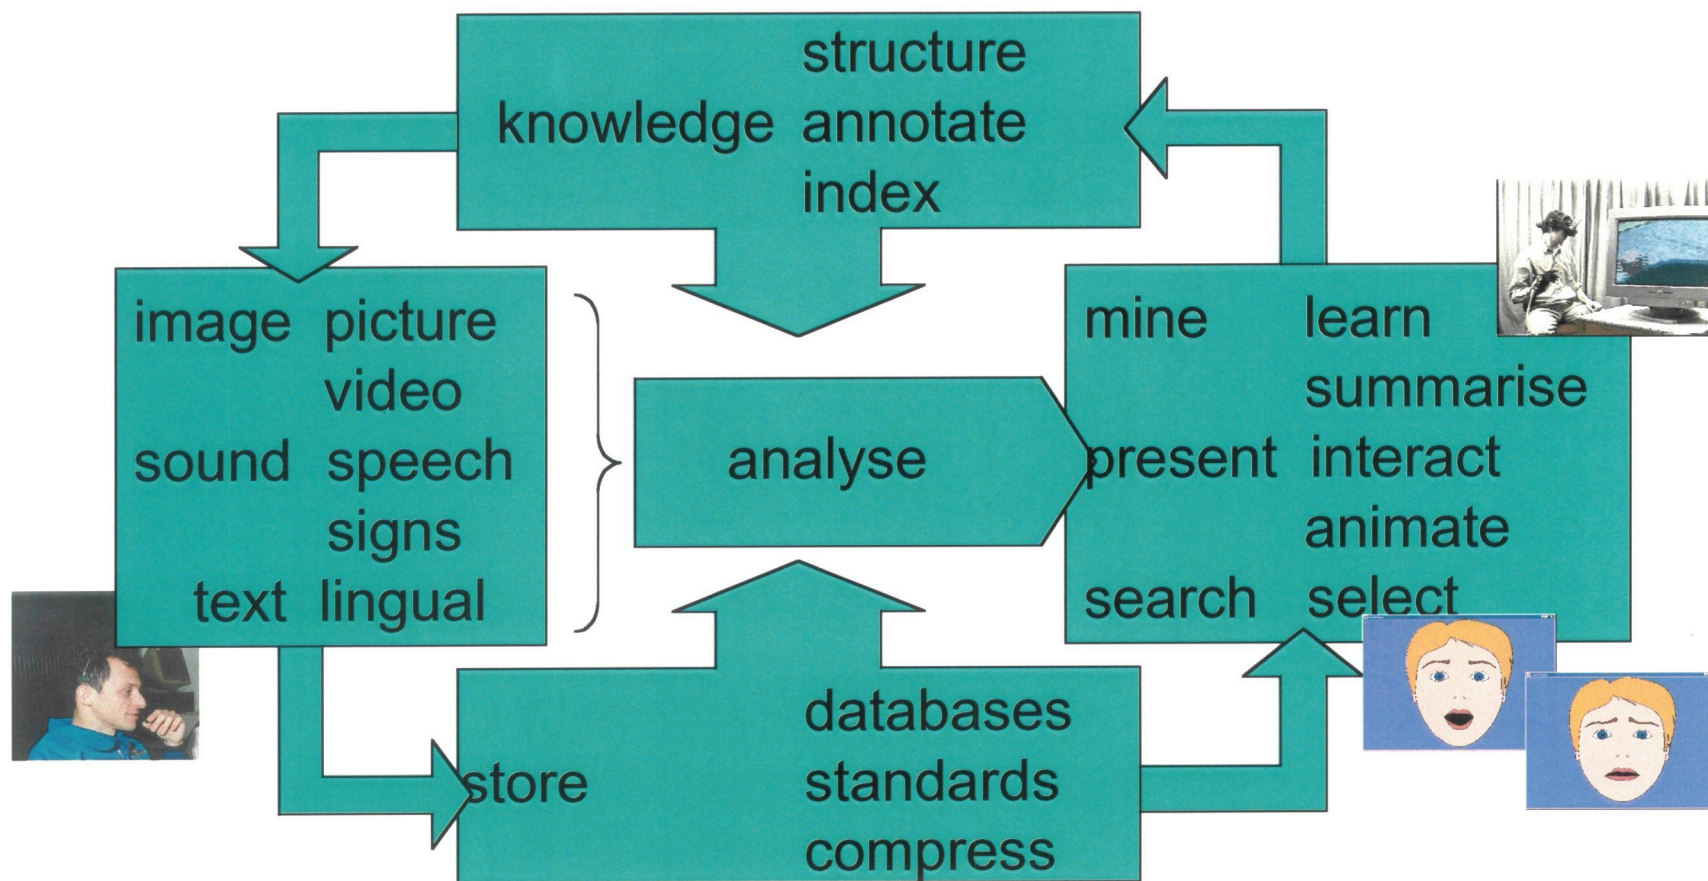 structure
knowledge annotate
index
image picture
video
sound speech
signs
text lingual
analyse
mine learn
summarise
present interact
animate
search select
databases
store standards
compress